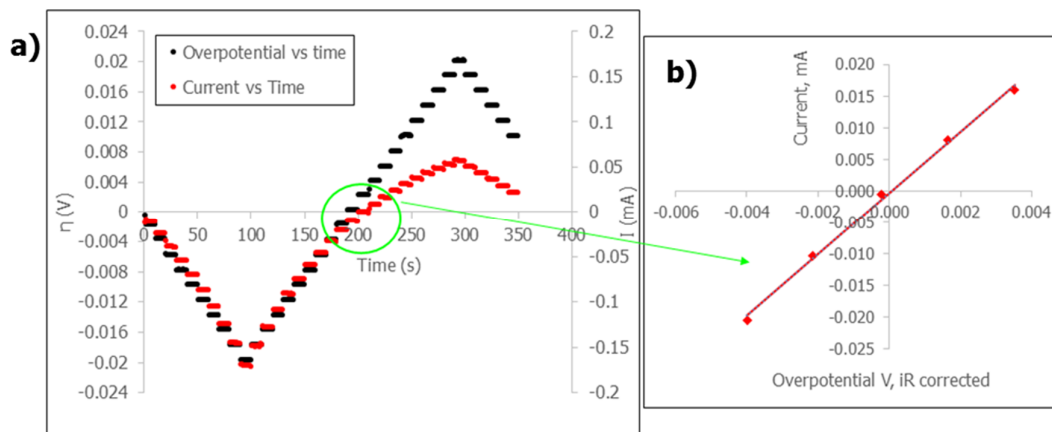 a)
0.024
0.02
0.016
0.012
0.008
0.004
0
-0.004
-0.008
-0.012
-0.016
-0.02
-0.024
η (V)
Overpotential vs time
Current vs Time
0 50 100 150 200 250 300 350 400
Time (s)
0.2
0.15
0.1
0.05
0
-0.05
-0.1
-0.15
-0.2
I (mA)
b)
Current, mA
0.020
0.015
0.010
0.005
0.000
-0.005
-0.010
-0.015
-0.020
-0.025
-0.006 -0.004 -0.002 0.000 0.002 0.004
Overpotential V, iR corrected